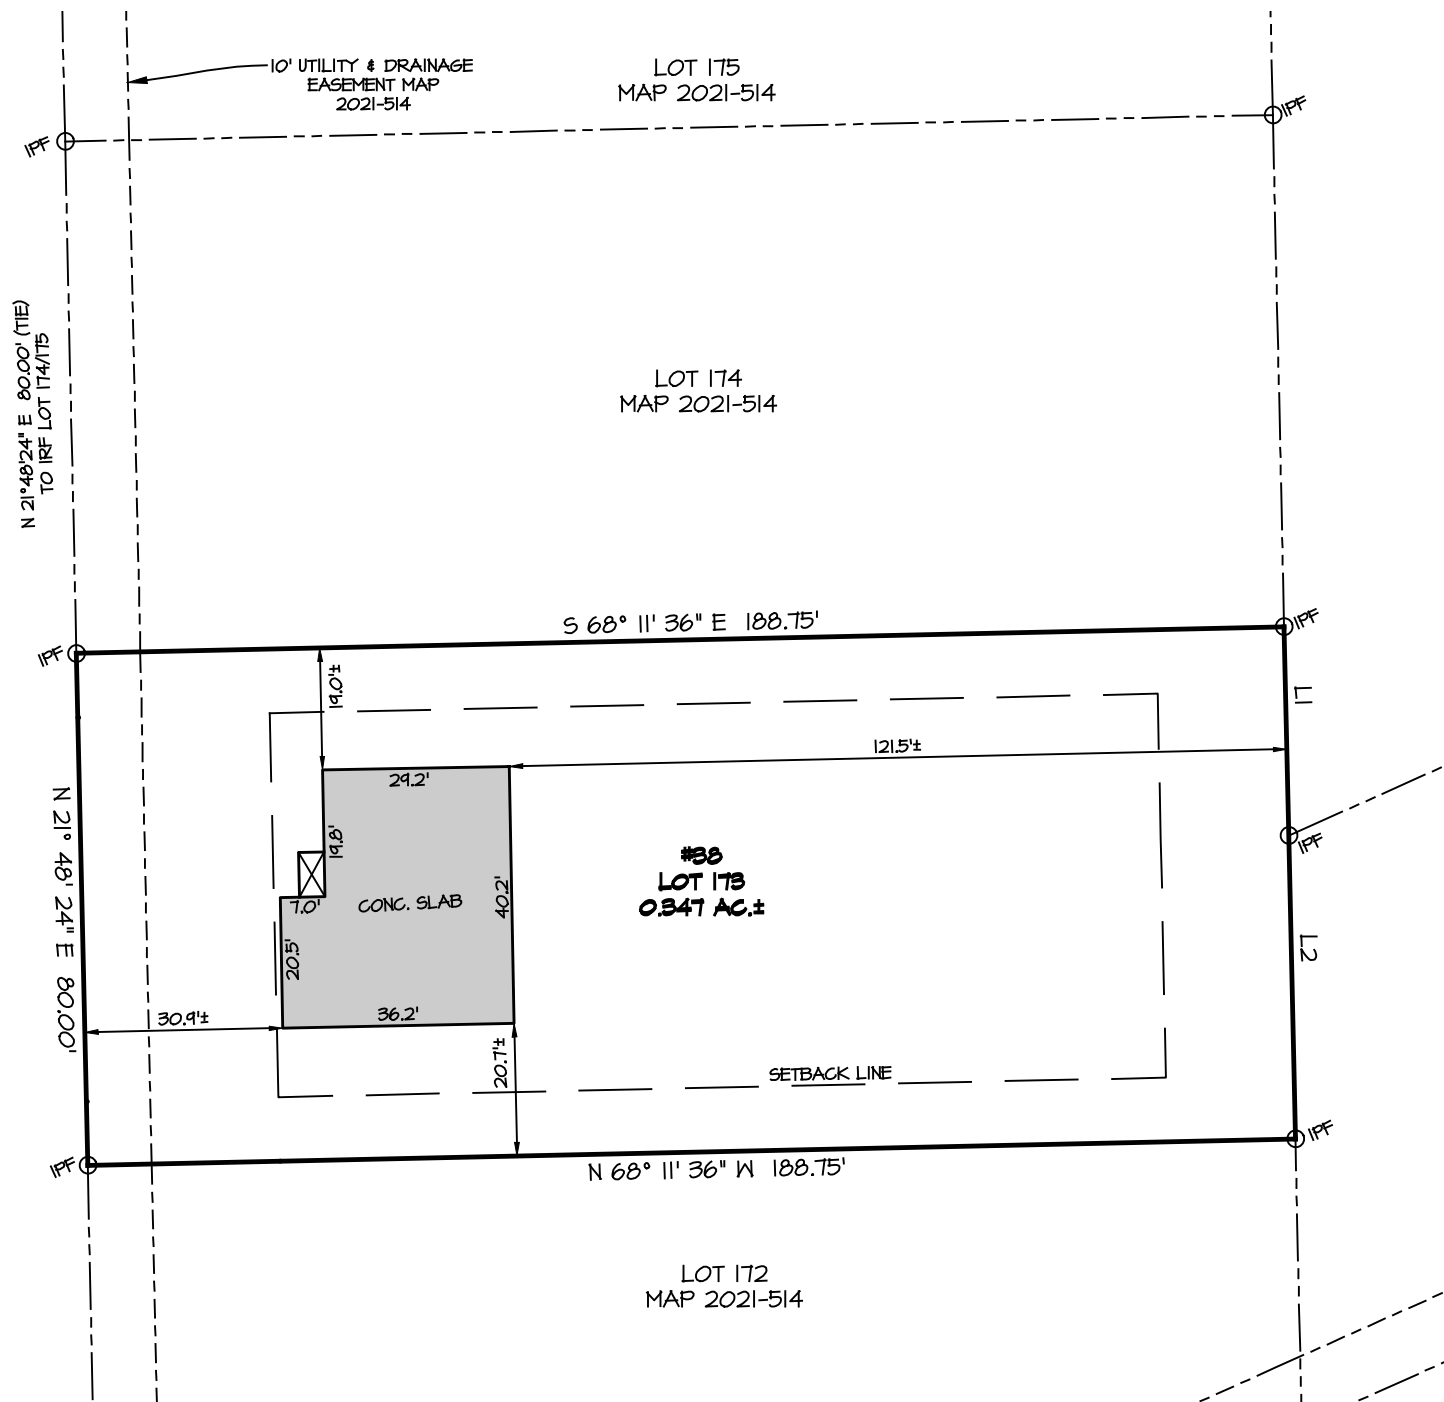 10' UTILITY & DRAINAGE
EASEMENT MAP
2021-514
LOT 175
MAP 2021-514
IPF
IPF
N 21°48'24" E 80.00' (TIE)
TO IRF LOT 174/175
LOT 174
MAP 2021-514
S 68° 11' 36" E 188.75'
IPF
IPF
19.0'±
L1
121.5'±
29.2'
N 21° 48' 24" E 80.00'
19.8'
IPF
#38
LOT 173
0.347 AC.±
CONC. SLAB
7.0'
40.2'
20.5'
L2
36.2'
30.9'±
20.7'±
SETBACK LINE
IPF
IPF
N 68° 11' 36" W 188.75'
LOT 172
MAP 2021-514